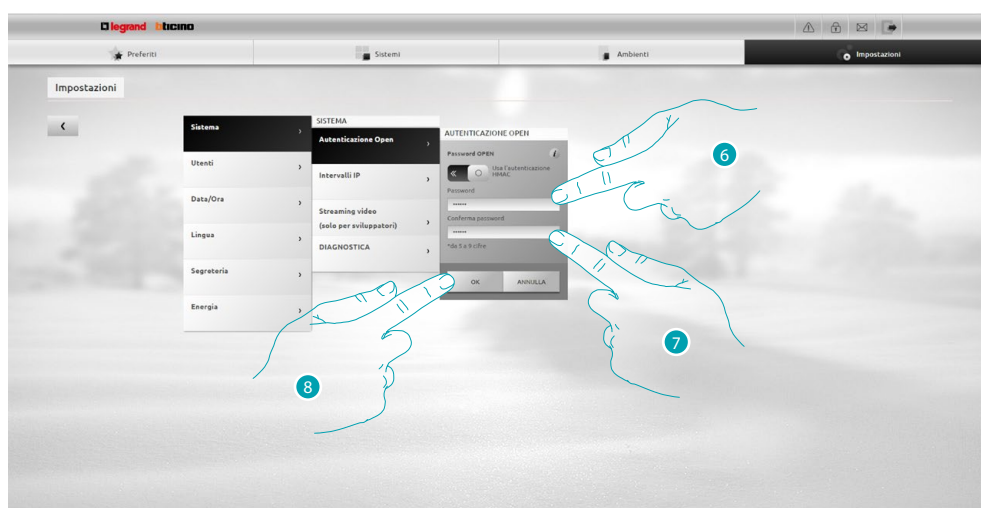 legrand bticino
Preferiti
Sistemi
Ambienti
Impostazioni
Impostazioni
Sistema
Utenti
Data/Ora
Lingua
Segreteria
Energia
SISTEMA
Autenticazione Open
Intervalli IP
Streaming video
(solo per sviluppatori)
DIAGNOSTICA
AUTENTICAZIONE OPEN
Password OPEN
i
Usa l'autenticazione
HMAC
Password
••••••
Conferma password
••••••
*da 5 a 9 cifre
OK
ANNULLA
6
7
8